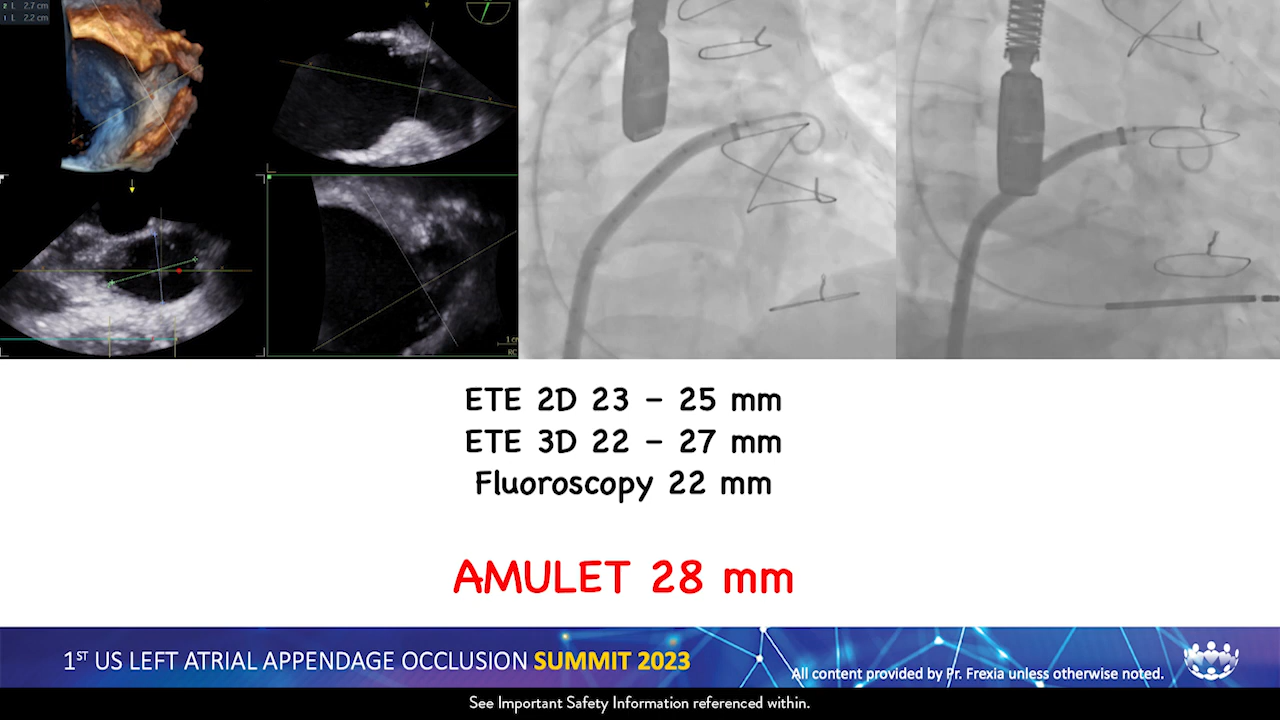 2 L 2.7 cm
1 L 2.2 cm
ETE 2D 23 – 25 mm
ETE 3D 22 – 27 mm
Fluoroscopy 22 mm
AMULET 28 mm
1ST US LEFT ATRIAL APPENDAGE OCCLUSION SUMMIT 2023
All content provided by Pr. Frexia unless otherwise noted.
See Important Safety Information referenced within.